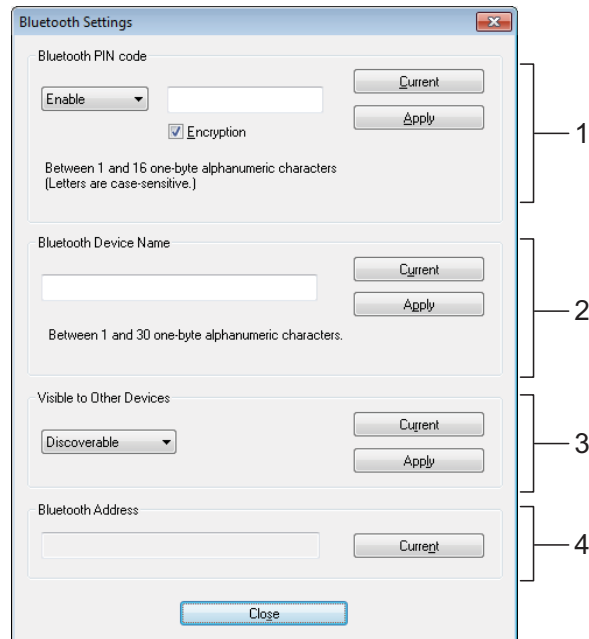 Bluetooth Settings
Bluetooth PIN code
Enable
Current
Apply
Encryption
Between 1 and 16 one-byte alphanumeric characters
(Letters are case-sensitive.)
1
Bluetooth Device Name
Current
Apply
Between 1 and 30 one-byte alphanumeric characters.
2
Visible to Other Devices
Discoverable
Current
Apply
3
Bluetooth Address
Current
4
Close